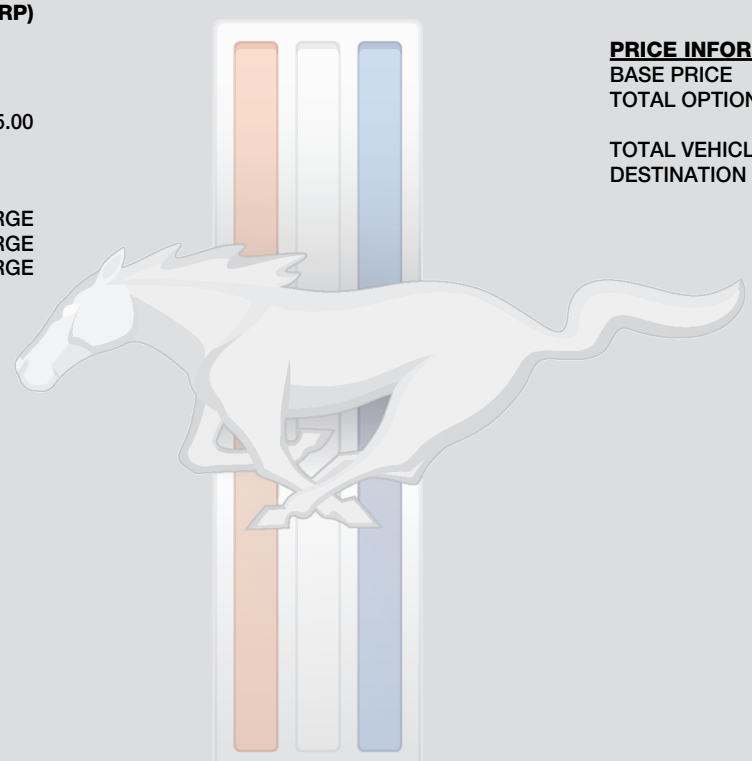 RP)
5.00
RGE
RGE
RGE
PRICE INFOR
BASE PRICE
TOTAL OPTION
TOTAL VEHICL
DESTINATION